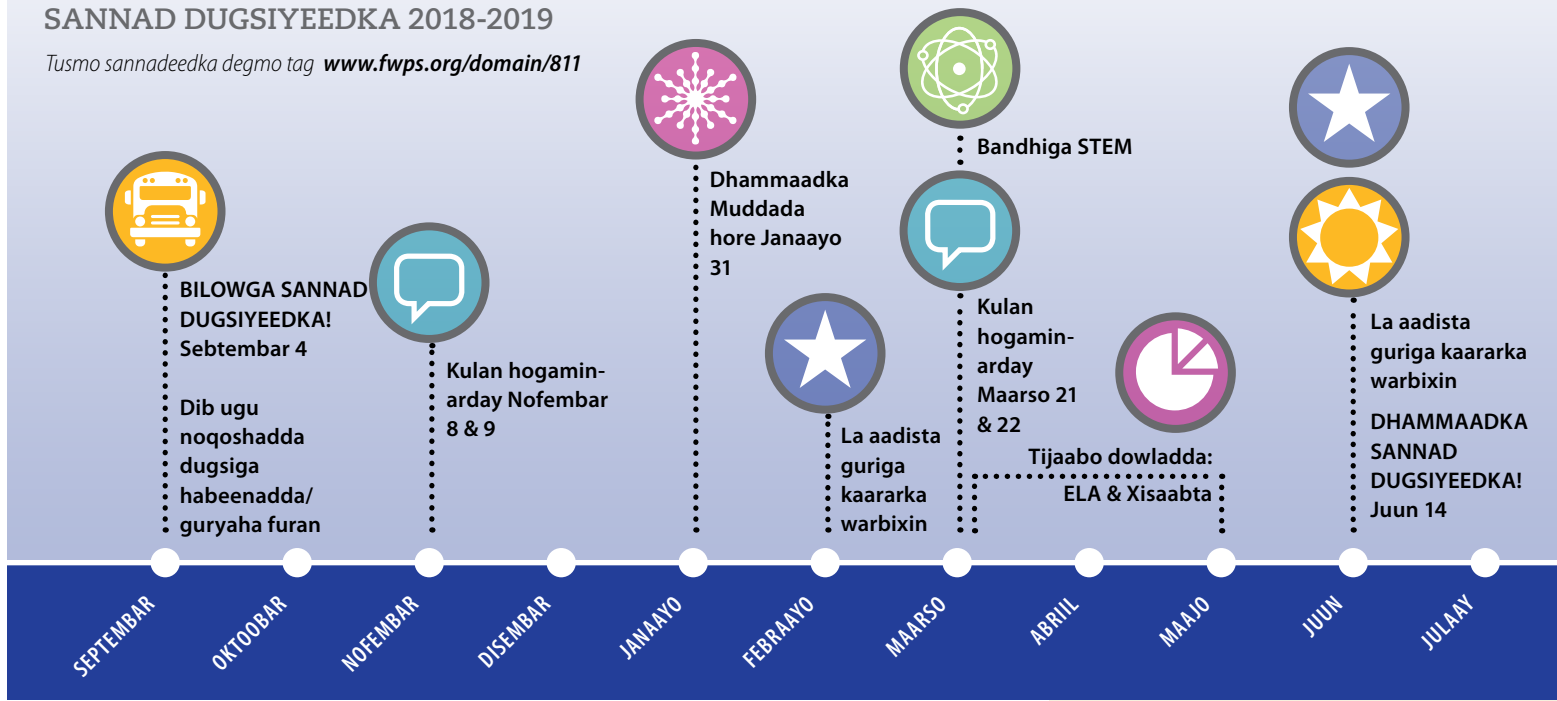 SANNAD DUGSIYEEDKA 2018-2019
Tusmo sannadeedka degmo tag www.fwps.org/domain/811
BILOWGA SANNAD
DUGSIYEEDKA!
Sebtembar 4
Dib ugu
noqoshadda
dugsiga
habeenadda/
guryaha furan
Kulan hogamin-
arday Nofembar
8 & 9
Dhammaadka
Muddada
hore Janaayo
31
La aadista
guriga
kaararka
warbixin
Bandhiga STEM
Kulan
hogamin-
arday
Maarso 21
& 22
Tijaabo dowladda:
ELA & Xisaabta
La aadista
guriga kaararka
warbixin
DHAMMAADKA
SANNAD
DUGSIYEEDKA!
Juun 14
SEPTEMBAR
OKTOOBAR
NOFEMBAR
DISEMBAR
JANAAYO
FEBRAAYO
MAARSO
ABRIIL
MAAJO
JUUN
JULAAY